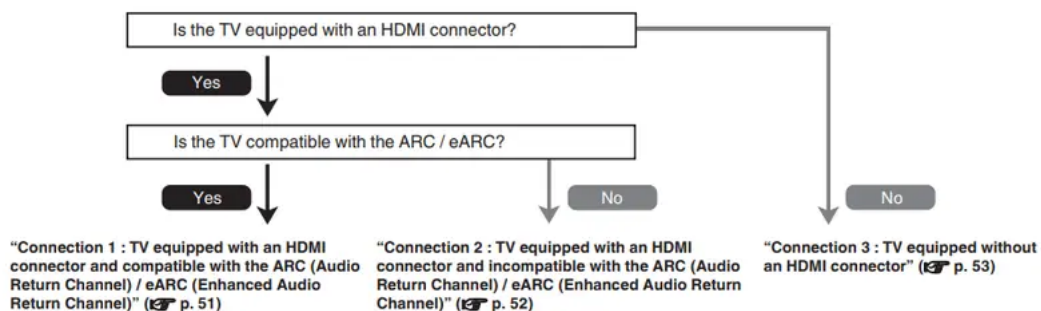 Is the TV equipped with an HDMI connector?
Yes
Is the TV compatible with the ARC / eARC?
Yes
No
No
“Connection 1 : TV equipped with an HDMI
connector and compatible with the ARC (Audio
Return Channel) / eARC (Enhanced Audio
Return Channel)” (☞ p. 51)
“Connection 2 : TV equipped with an HDMI
connector and incompatible with the ARC (Audio
Return Channel) / eARC (Enhanced Audio Return
Channel)” (☞ p. 52)
“Connection 3 : TV equipped without
an HDMI connector” (☞ p. 53)